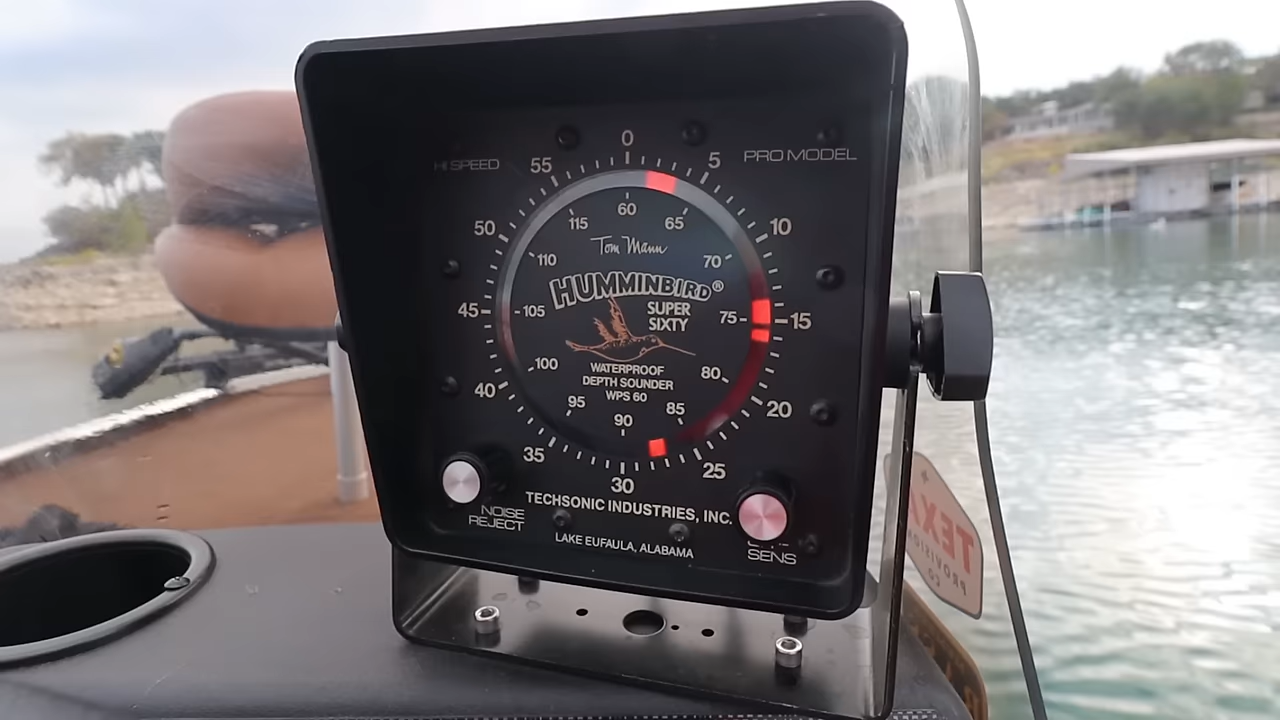 HI SPEED
PRO MODEL
0
5
10
15
20
25
30
35
40
45
50
55
60
65
70
75
80
85
90
95
100
105
110
115
Tom Mann
HUMMINBIRD®
SUPER
SIXTY
WATERPROOF
DEPTH SOUNDER
WPS 60
TECHSONIC INDUSTRIES, INC.
LAKE EUFAULA, ALABAMA
NOISE
REJECT
SENS